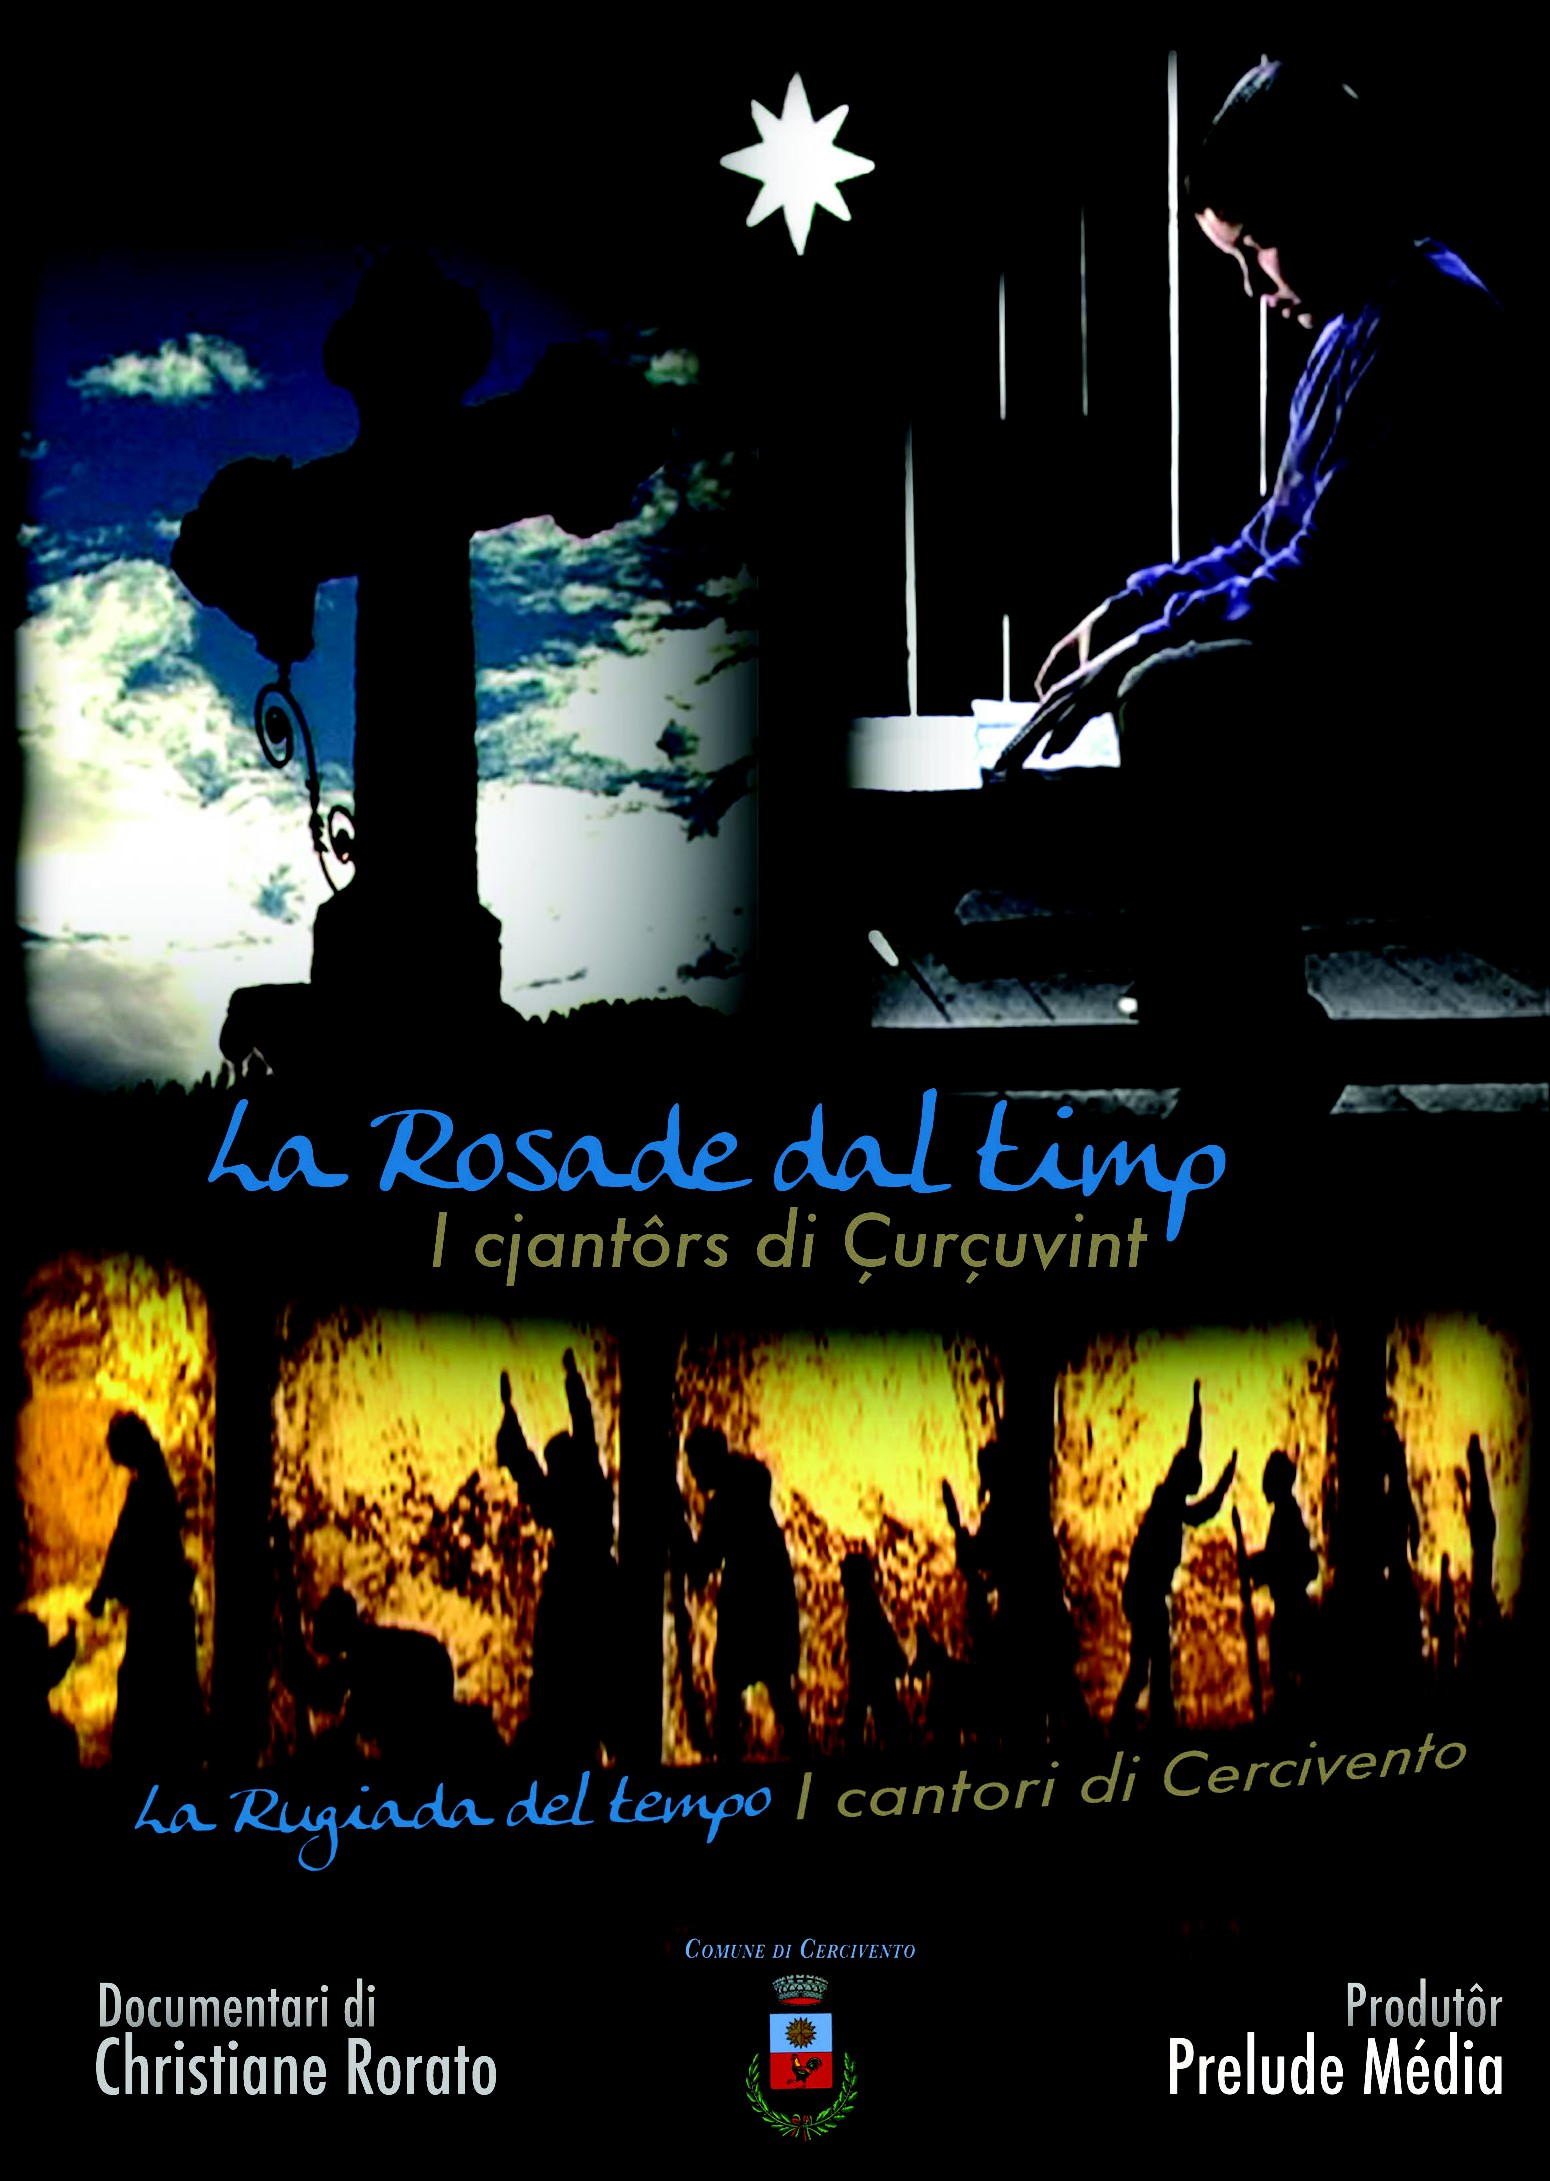 La Rosade dal timp
I cjantôrs di Çurçuvint
La Rugiada del tempo I cantori di Cercivento
Comune di Cercivento
Documentari di
Christiane Rorato
Produtôr
Prelude Média